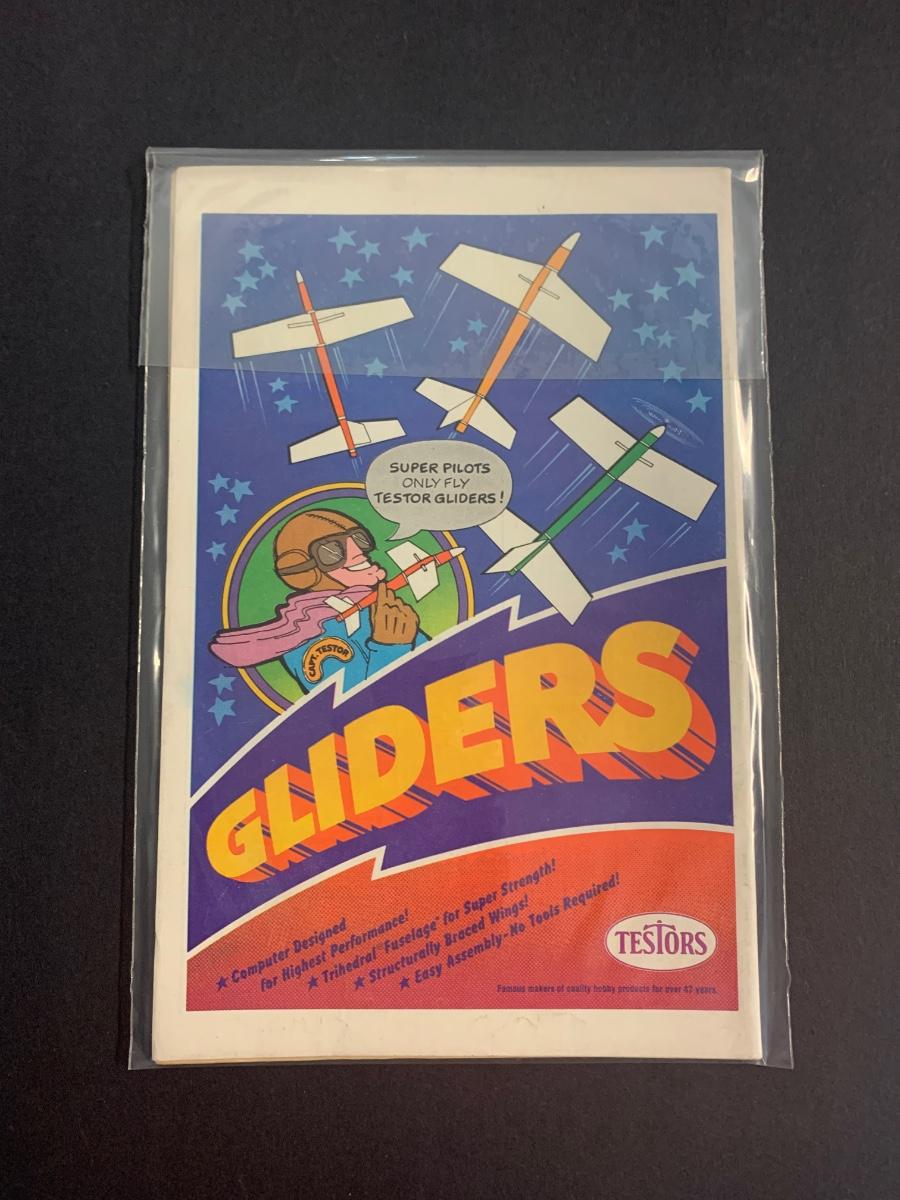 SUPER PILOTS
ONLY FLY
TESTOR GLIDERS!
CAPT. TESTOR
GLIDERS
★ Computer Designed
for Highest Performance!
★ Trihedral Fuselage for Super Strength!
★ Structurally Braced Wings!
★ Easy Assembly-No Tools Required!
TESTORS
Famous makers of quality hobby products for over 47 years.